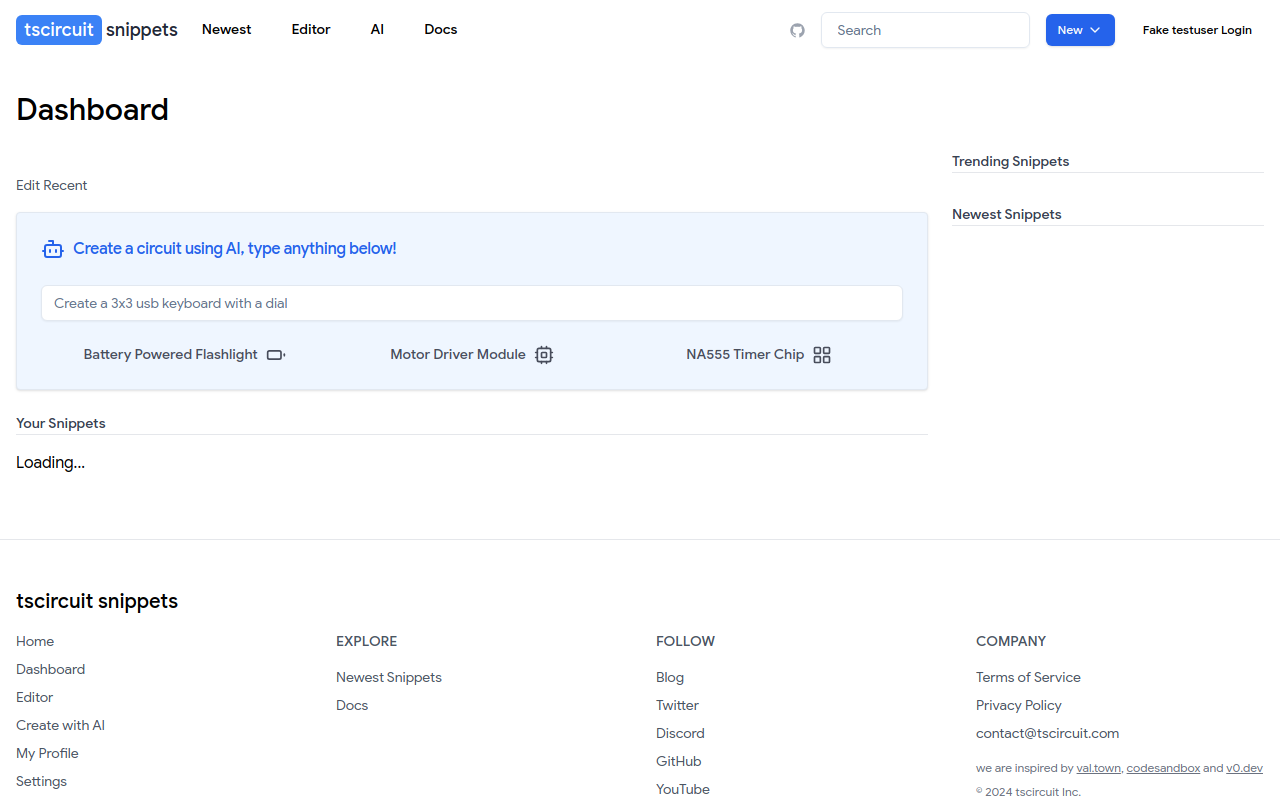 tscircuit snippets Newest Editor AI Docs Search New Fake testuser Login
Dashboard
Trending Snippets
Edit Recent
Newest Snippets
Create a circuit using AI, type anything below!
Create a 3x3 usb keyboard with a dial
Battery Powered Flashlight Motor Driver Module NA555 Timer Chip
Your Snippets
Loading...
tscircuit snippets
Home
Dashboard
Editor
Create with AI
My Profile
Settings
EXPLORE
Newest Snippets
Docs
FOLLOW
Blog
Twitter
Discord
GitHub
YouTube
COMPANY
Terms of Service
Privacy Policy
contact@tscircuit.com
we are inspired by val.town, codesandbox and v0.dev
© 2024 tscircuit Inc.